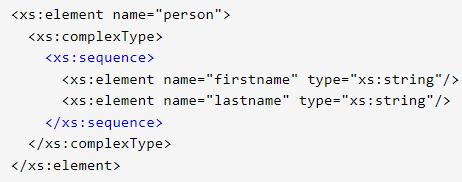 <xs:element name="person">
  <xs:complexType>
    <xs:sequence>
      <xs:element name="firstname" type="xs:string"/>
      <xs:element name="lastname" type="xs:string"/>
    </xs:sequence>
  </xs:complexType>
</xs:element>